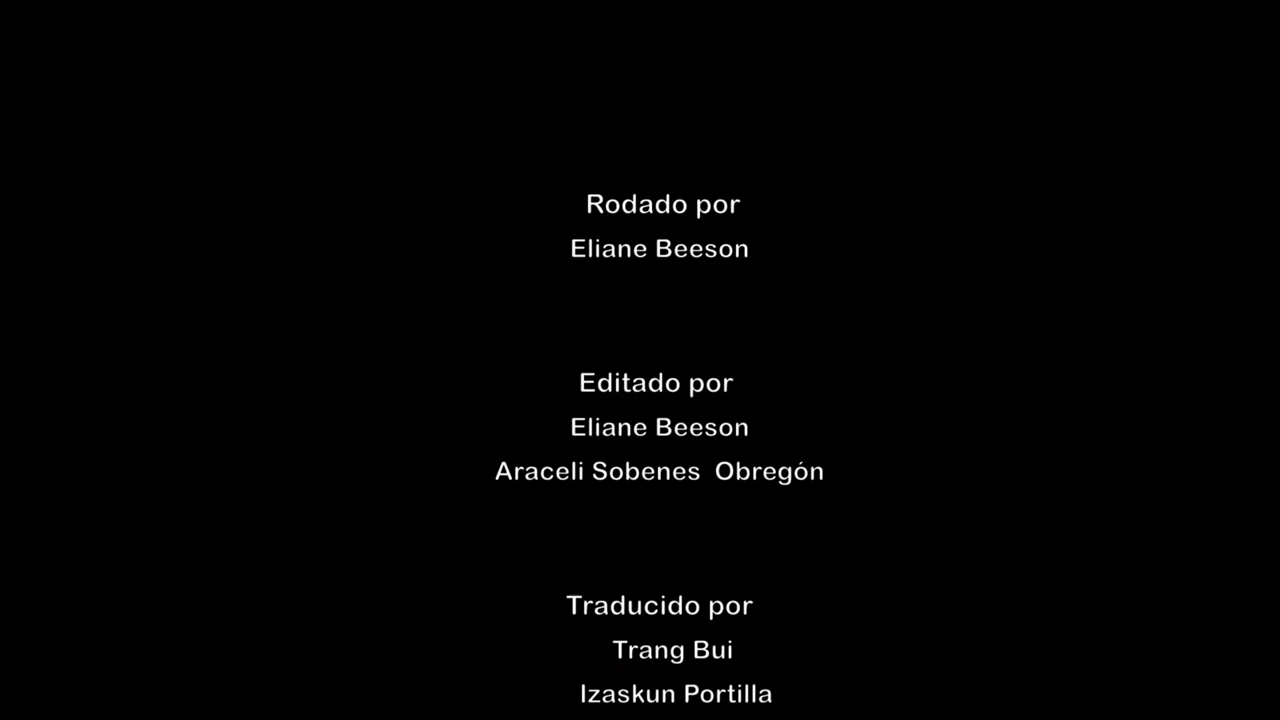 Rodado por
Eliane Beeson
Editado por
Eliane Beeson
Araceli Sobenes  Obregón
Traducido por
Trang Bui
Izaskun Portilla